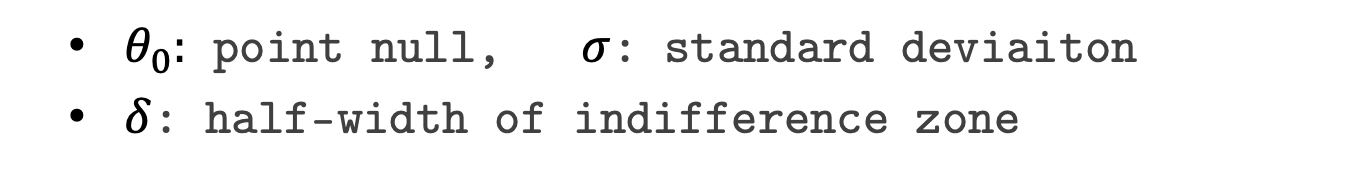 • θ₀: point null, σ: standard deviaiton
• δ: half-width of indifference zone